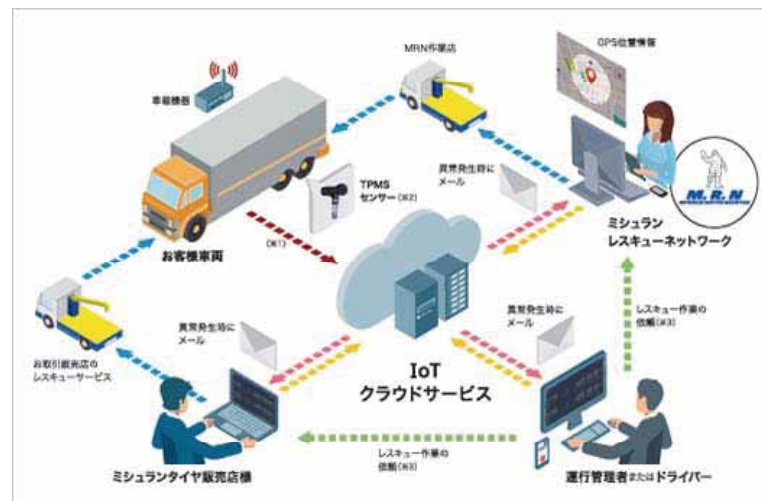 MRN作業店
GPS位置情報
車載機器
TPMS
センサー(※2)
異常発生時に
メール
M.R.N
ミシュラン
レスキューネットワーク
お客様車両
(※1)
異常発生時に
メール
異常発生時に
メール
レスキュー作業の
依頼(※3)
お取引販売店の
レスキューサービス
IoT
クラウドサービス
レスキュー作業の
依頼(※3)
ミシュランタイヤ販売店様
運行管理者またはドライバー